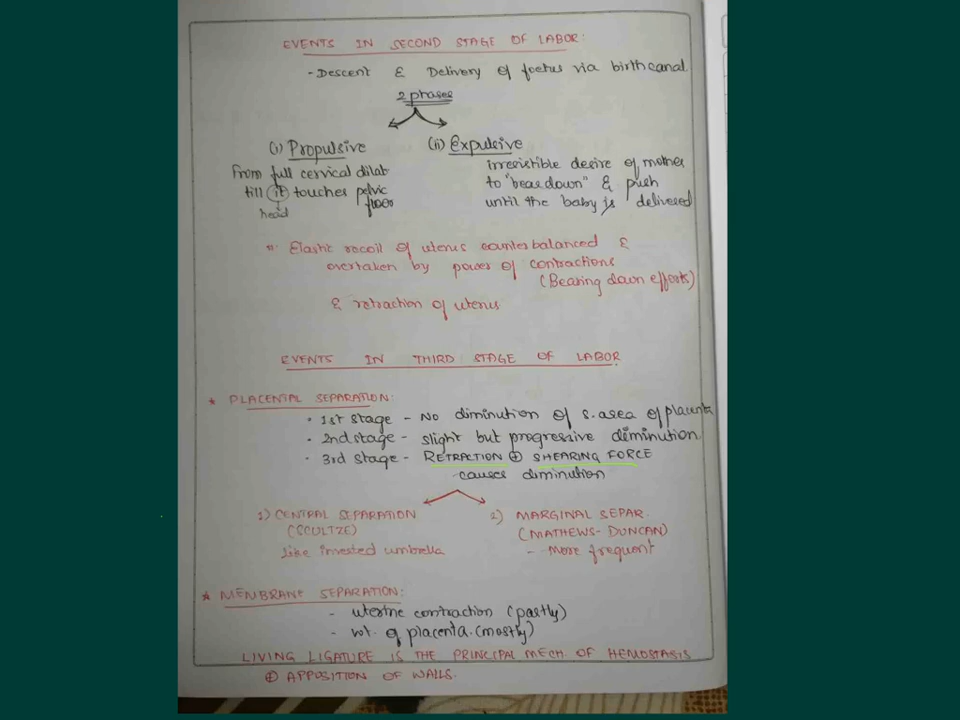 EVENTS IN SECOND STAGE OF LABOR:
- Descent & Delivery of foetus via birthcanal.
2 phases
(i) Propulsive
(ii) Expulsive
From full cervical dilat
till it touches pelvic floor
head
irresistible desire of mother
to "bear down" & push
until the baby is delivered
* Elastic recoil of uterus counterbalanced &
overtaken by power of contractions
(Bearing down efforts)
& retraction of uterus
EVENTS IN THIRD STAGE OF LABOR
* PLACENTAL SEPARATION:
• 1st stage - No diminution of s.area of placenta
• 2nd stage - slight but progressive diminution
• 3rd stage - RETRACTION ⊕ SHEARING FORCE
- causes diminution
1) CENTRAL SEPARATION
(SCULTZE)
like inverted umbrella
2) MARGINAL SEPAR.
(MATHEWS-DUNCAN)
- More frequent
* MEMBRANE SEPARATION:
- uterine contraction (partly)
- wt. of placenta. (mostly)
LIVING LIGATURE IS THE PRINCIPAL MECH. OF HEMOSTASIS
⊕ APPOSITION OF WALLS.